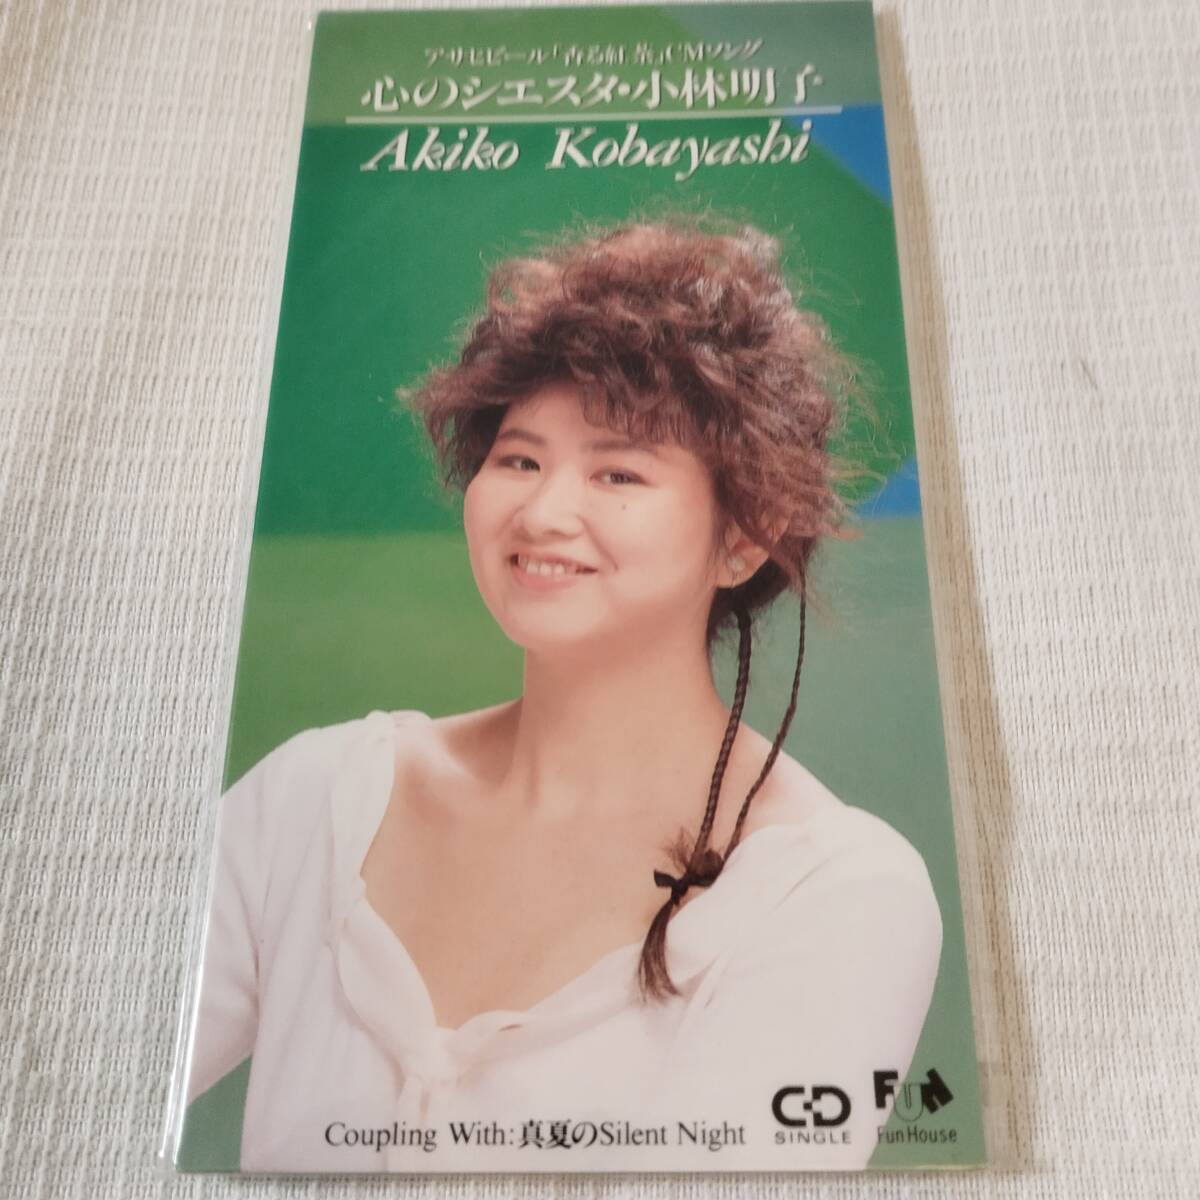 アサヒビール「香る紅茶」CMソング
心のシエスタ・小林明子
Akiko Kobayashi
Coupling With:真夏のSilent Night
CD
SINGLE
FUN
Fun House